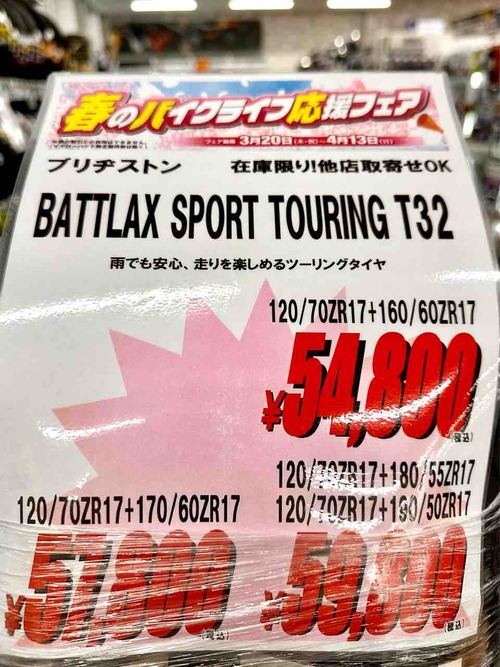 春のバイクライフ応援フェア
フェア期間 3月20日(木・祝)〜4月13日(日)
ブリヂストン 在庫限り!他店取寄せOK
BATTLAX SPORT TOURING T32
雨でも安心、走りを楽しめるツーリングタイヤ
120/70ZR17+160/60ZR17
¥54,800
(税込)
120/70ZR17+180/55ZR17
120/70ZR17+170/60ZR17 120/70ZR17+190/50ZR17
¥57,800 ¥59,800
(税込) (税込)